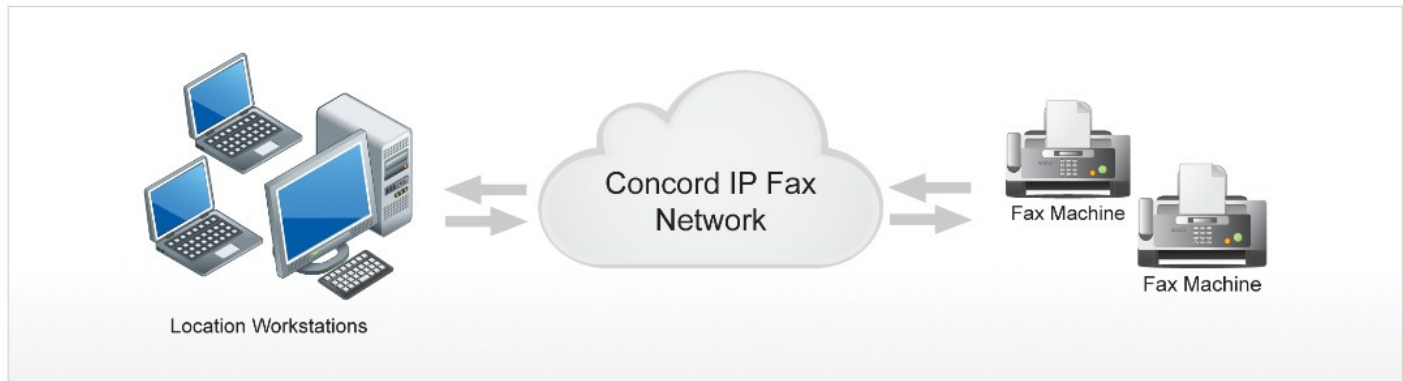 Concord IP Fax
Network
Fax Machine
Fax Machine
Location Workstations